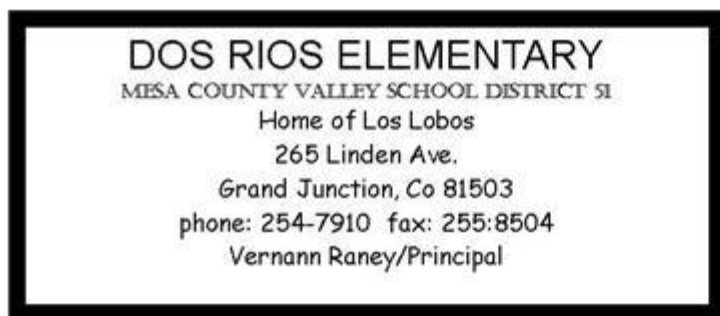 DOS RIOS ELEMENTARY
MESA COUNTY VALLEY SCHOOL DISTRICT 51
Home of Los Lobos
265 Linden Ave.
Grand Junction, Co 81503
phone: 254-7910 fax: 255:8504
Vernann Raney/Principal